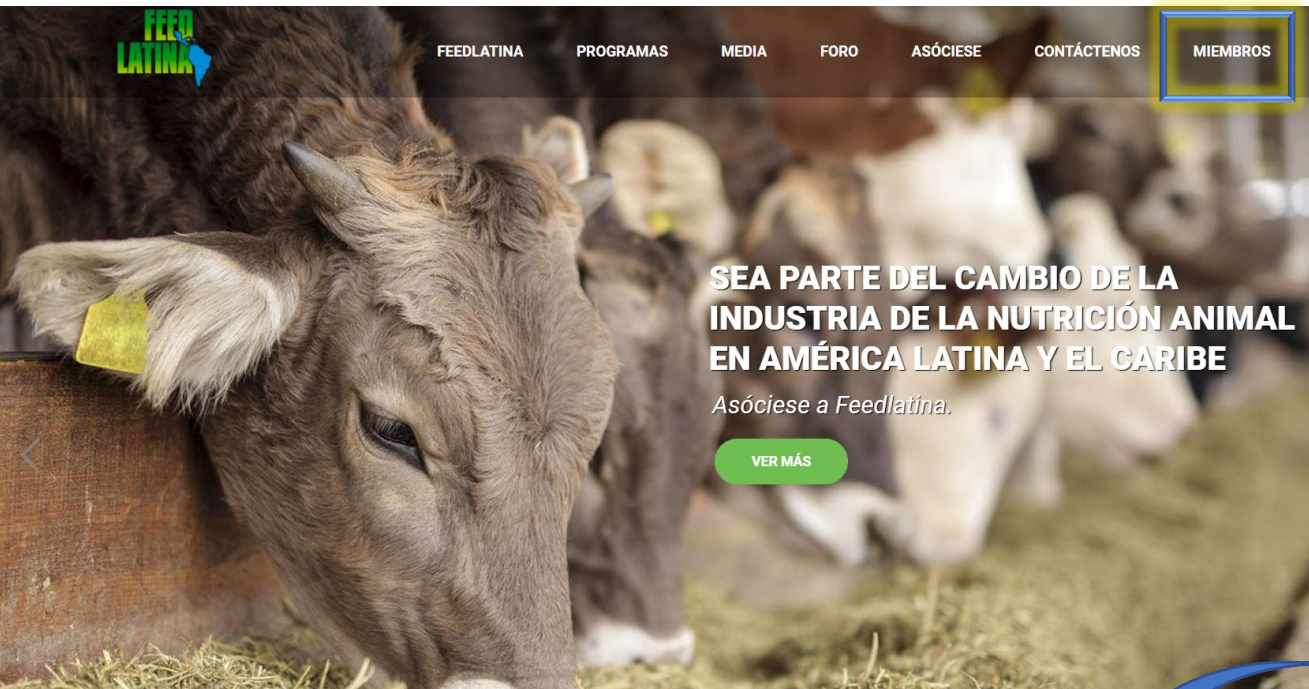 FEED
LATINA
FEEDLATINA PROGRAMAS MEDIA FORO ASÓCIESE CONTÁCTENOS MIEMBROS
SEA PARTE DEL CAMBIO DE LA
INDUSTRIA DE LA NUTRICIÓN ANIMAL
EN AMÉRICA LATINA Y EL CARIBE
Asóciese a Feedlatina.
VER MÁS